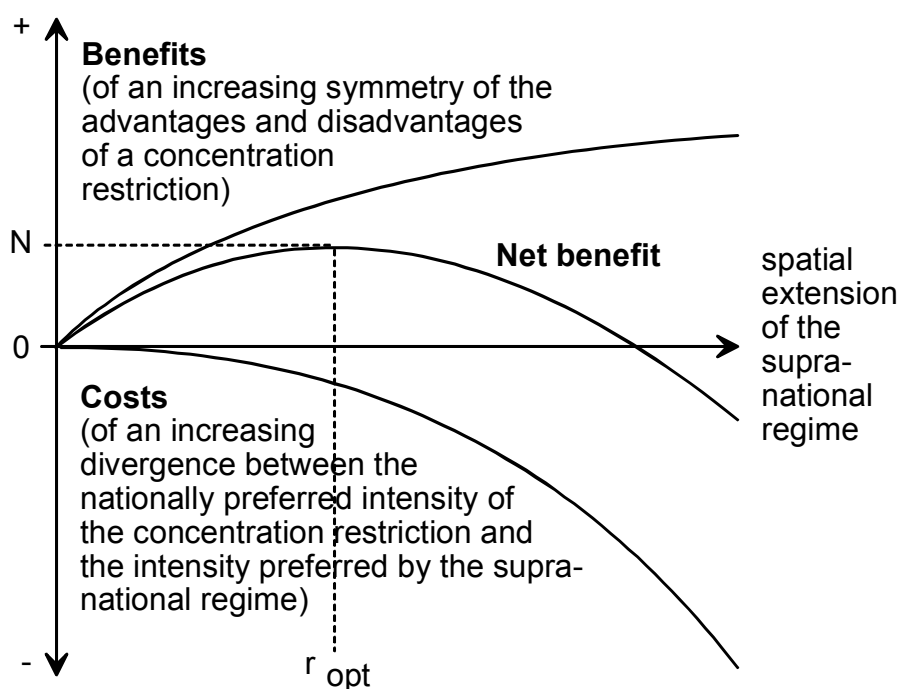 +
Benefits
(of an increasing symmetry of the
advantages and disadvantages
of a concentration
restriction)
N
Net benefit
spatial
extension
of the
supra-
national
regime
0
Costs
(of an increasing
divergence between the
nationally preferred intensity of
the concentration restriction and
the intensity preferred by the supra-
national regime)
-
r opt